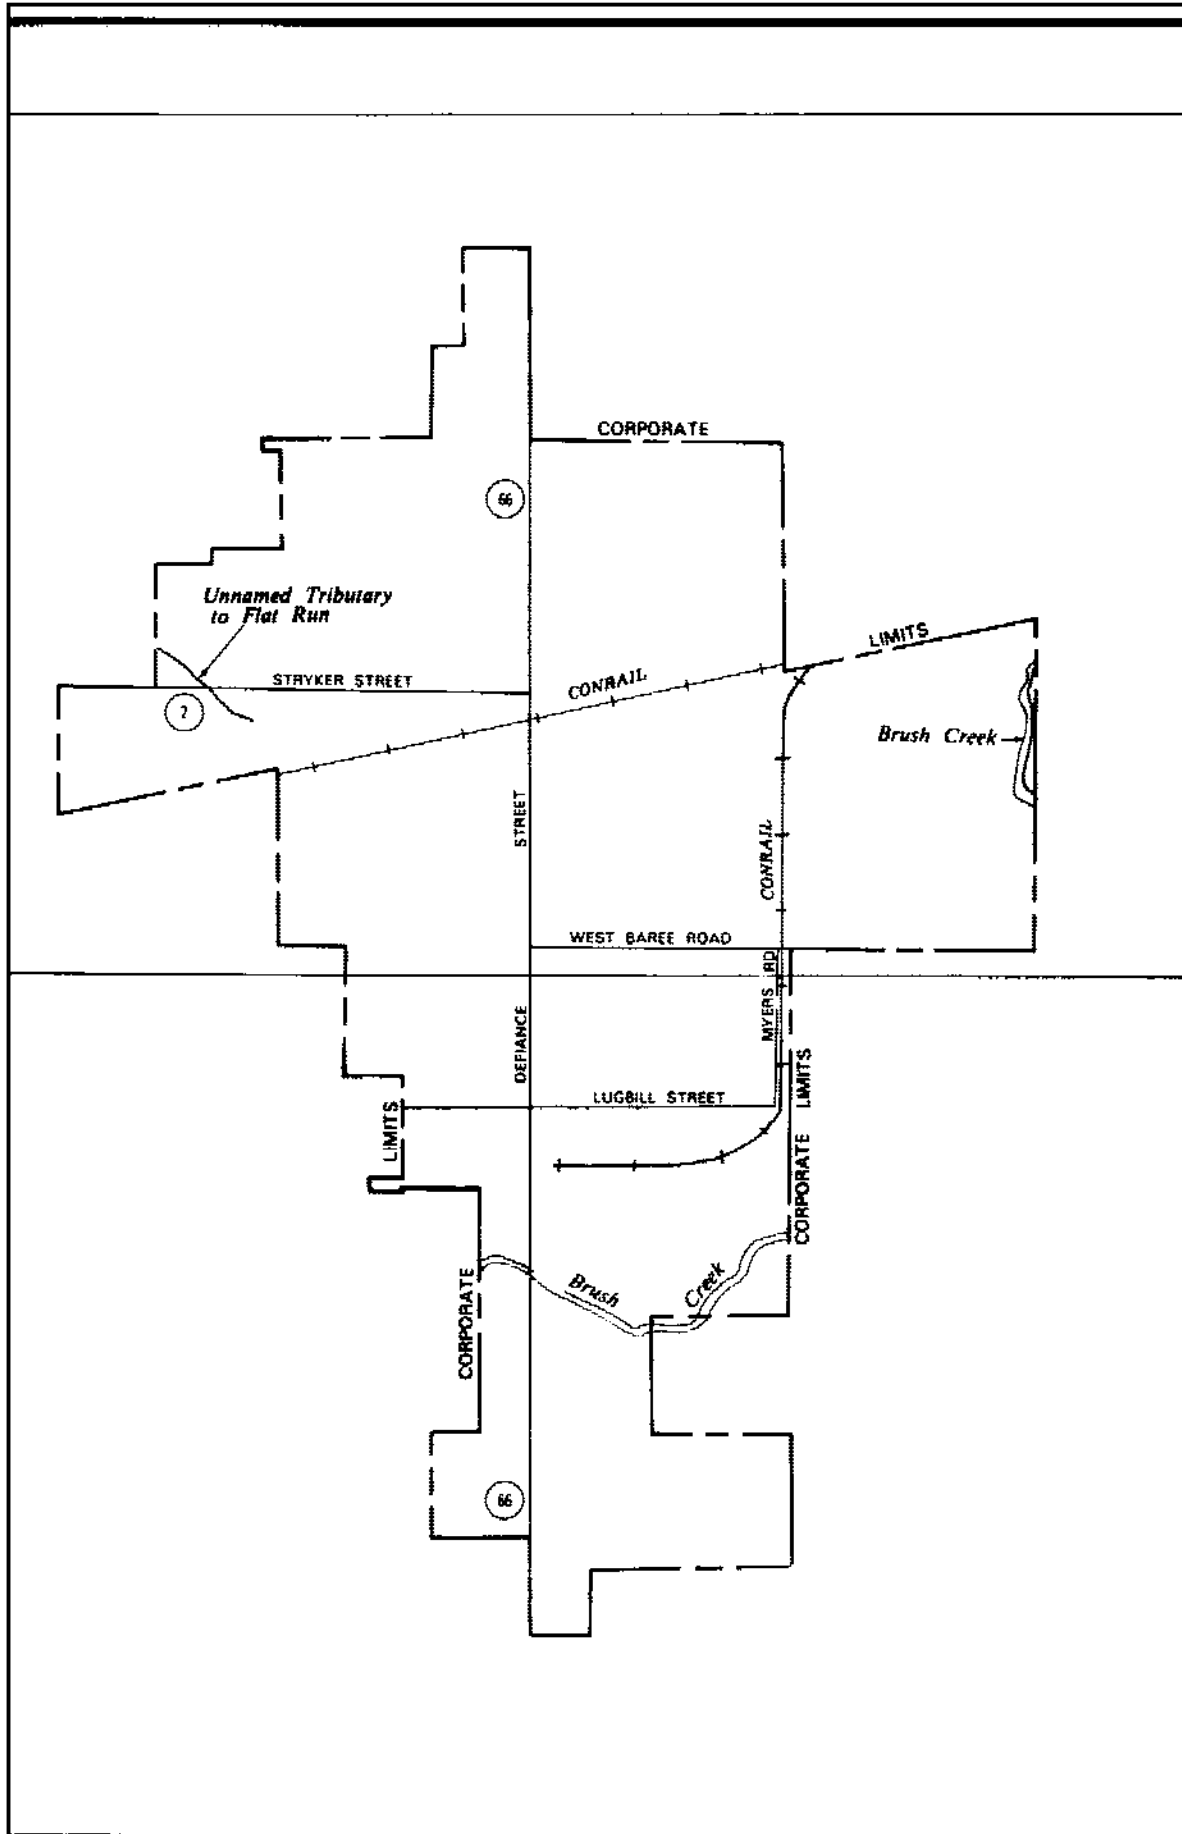 CORPORATE
66
Unnamed Tributary
to Flat Run
LIMITS
STRYKER STREET
CONRAIL
2
Brush Creek
STREET
CONRAIL
WEST BAREE ROAD
MYERS RD
DEFIANCE
LIMITS
LUGBILL STREET
LIMITS
CORPORATE
Brush Creek
CORPORATE
66